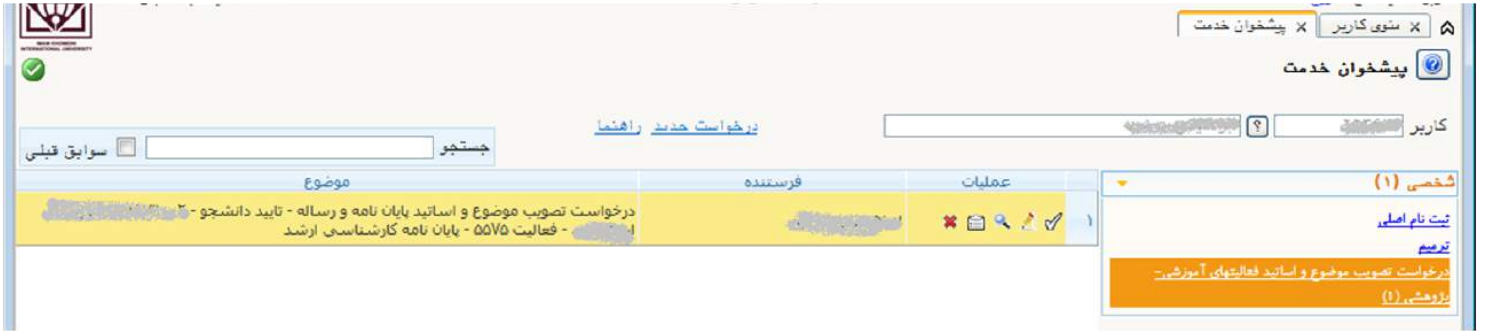 منوی کاربر
پیشخوان خدمت
IMAM KHOMEINI
INTERNATIONAL UNIVERSITY
پیشخوان خدمت
کاربر
؟
درخواست جدید راهنما
جستجو
سوابق قبلی
شخصی (۱)
ثبت نام اصلی
ترمیم
درخواست تصویب موضوع و اساتید فعالیتهای آموزشی-
پژوهشی (۱)
عملیات فرستنده موضوع
۱
درخواست تصویب موضوع و اساتید پایان نامه و رساله - تایید دانشجو -
- فعالیت ۵۵۷۵ - پایان نامه کارشناسی ارشد